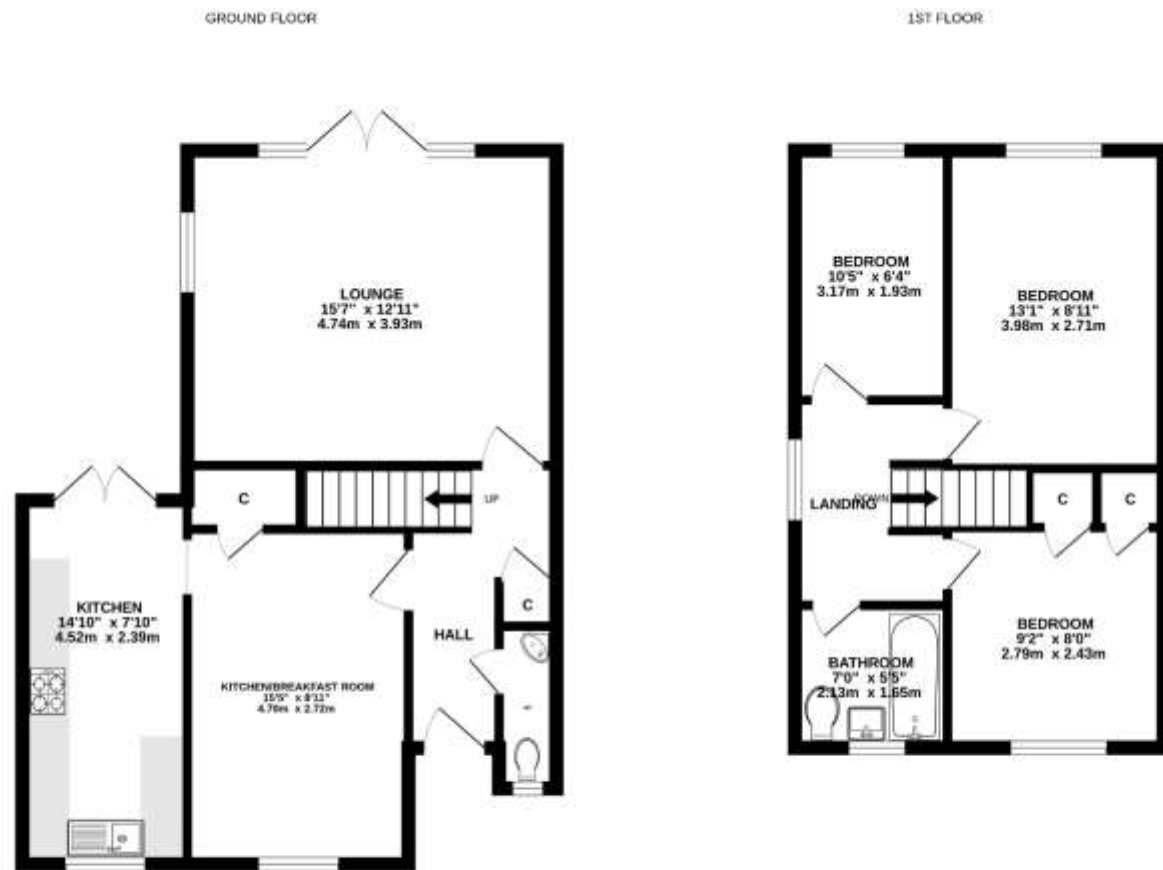 GROUND FLOOR
1ST FLOOR
LOUNGE
15'7" x 12'11"
4.74m x 3.93m
C
UP
KITCHEN
14'10" x 7'10"
4.52m x 2.39m
KITCHEN/BREAKFAST ROOM
15'5" x 8'11"
4.70m x 2.72m
HALL
C
BEDROOM
10'5" x 6'4"
3.17m x 1.93m
BEDROOM
13'1" x 8'11"
3.98m x 2.71m
DOWN
LANDING
C
C
BATHROOM
7'0" x 5'5"
2.13m x 1.65m
BEDROOM
9'2" x 8'0"
2.79m x 2.43m